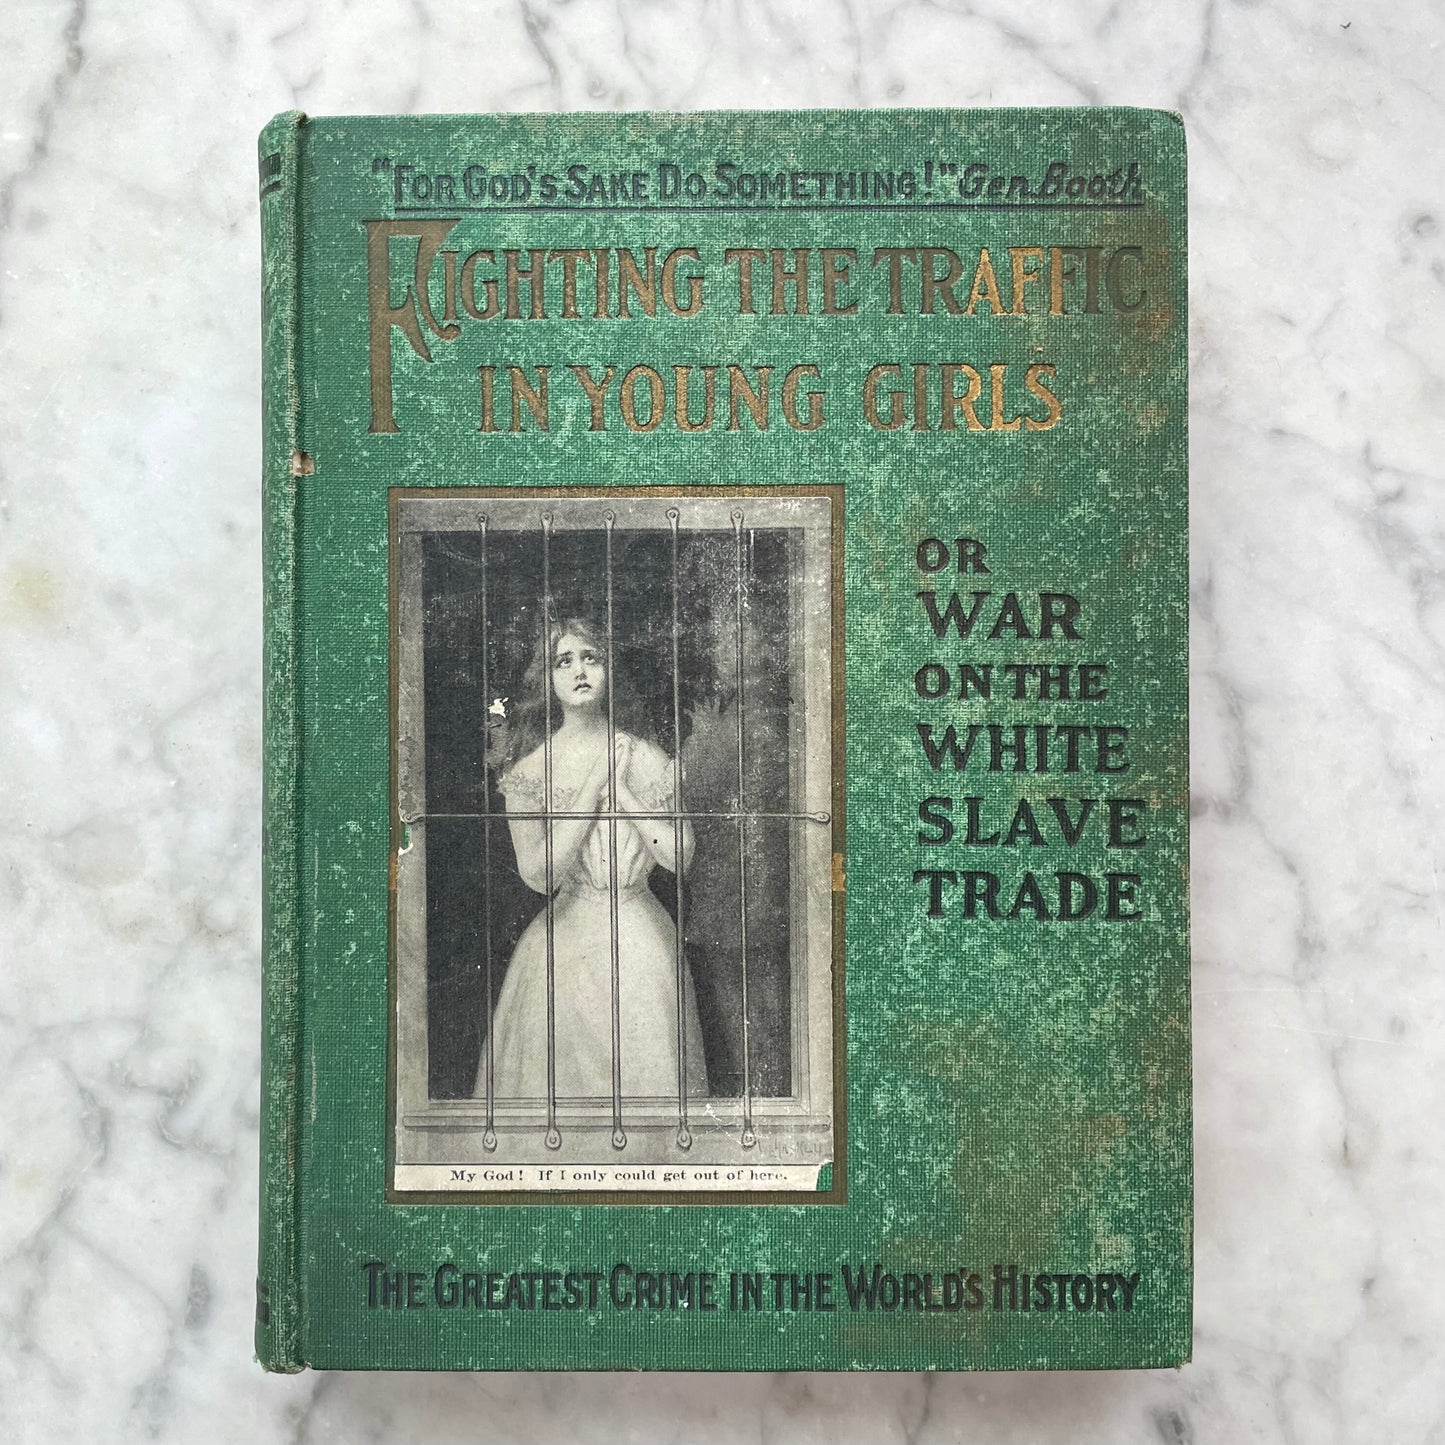 "FOR GOD'S SAKE DO SOMETHING!" Gen. Booth
FIGHTING THE TRAFFIC
IN YOUNG GIRLS
OR
WAR
ON THE
WHITE
SLAVE
TRADE
My God! If I only could get out of here.
THE GREATEST CRIME IN THE WORLD'S HISTORY